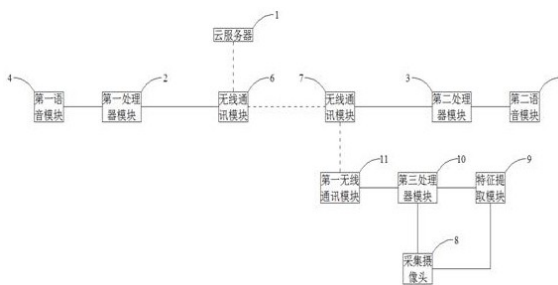 1
云服务器
4
2
6
7
3
第一语
音模块
第一处理
器模块
无线通
讯模块
无线通
讯模块
第二处理
器模块
第二语
音模块
11
10
9
第一无线
通讯模块
第三处理
器模块
特征提
取模块
8
采集摄
像头